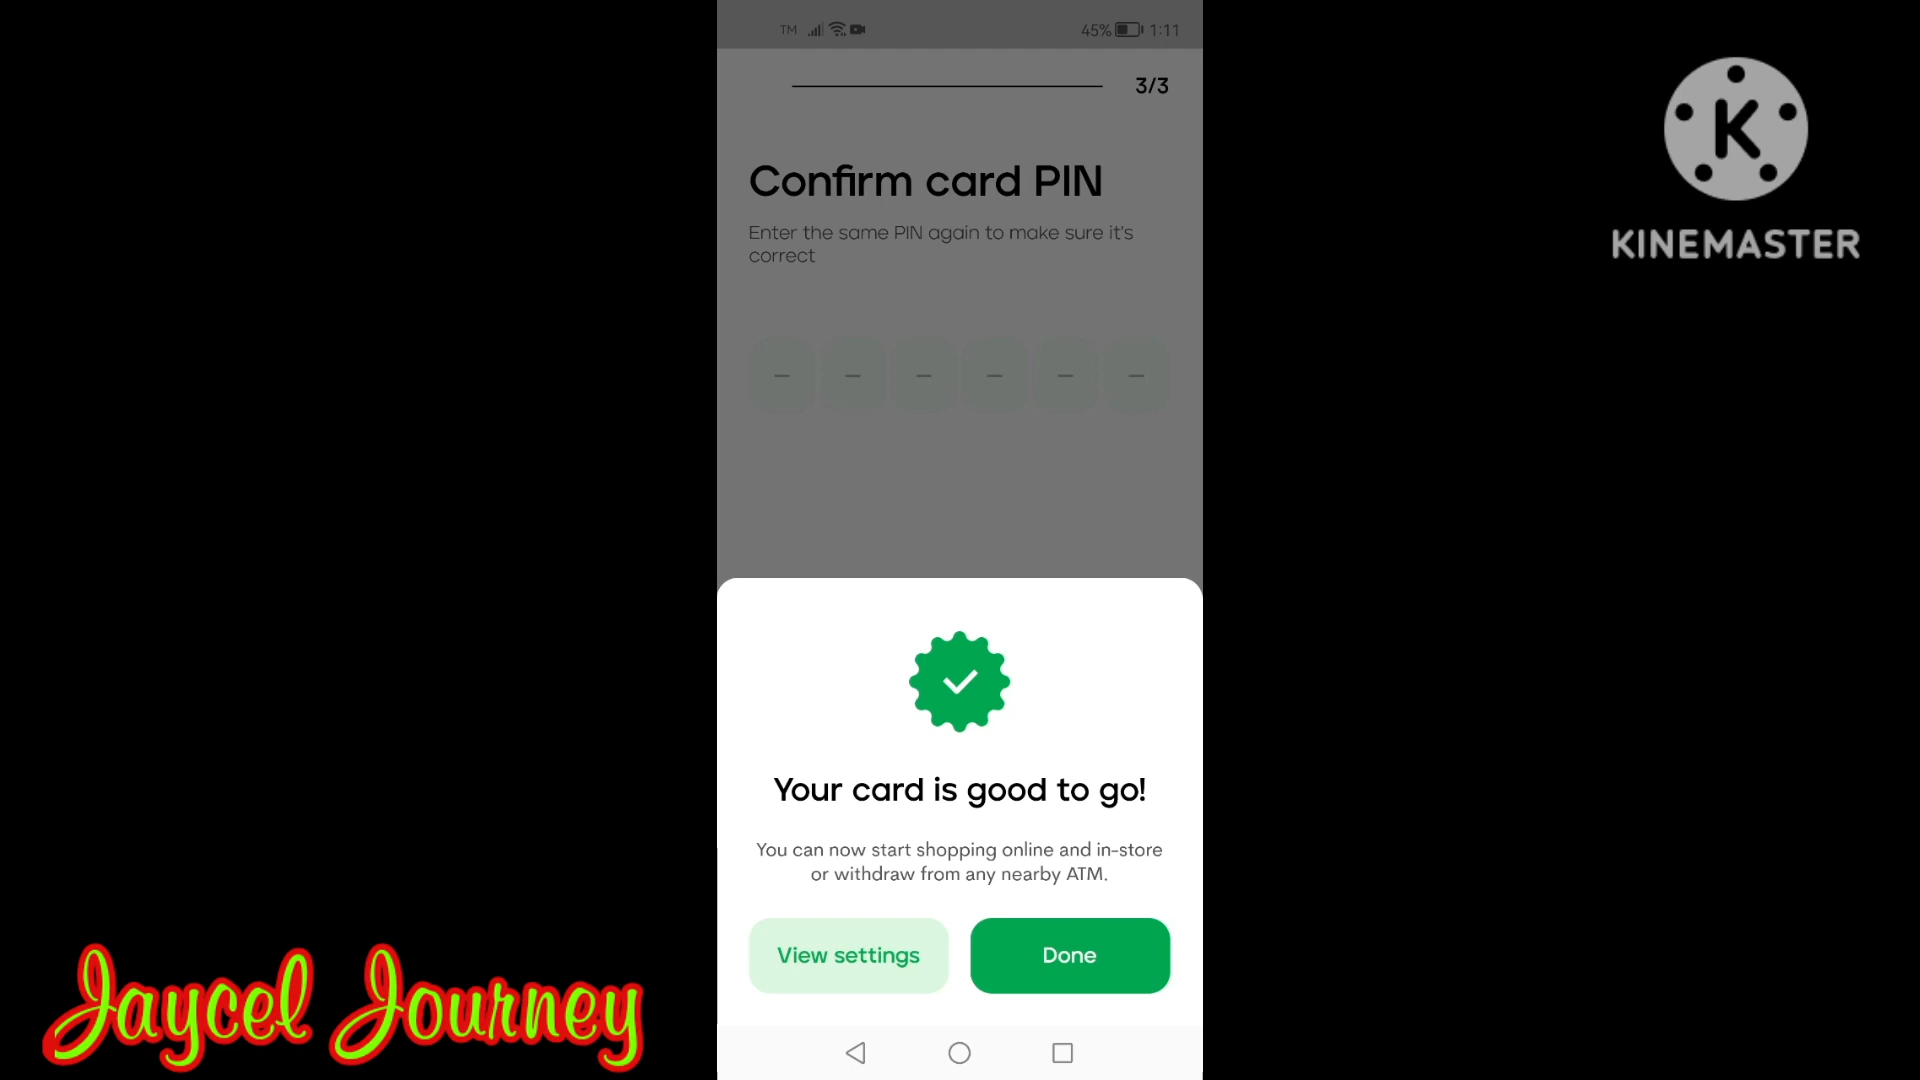 TM
45%
1:11
3/3
K
KINEMASTER
Confirm card PIN
Enter the same PIN again to make sure it's
correct
Your card is good to go!
You can now start shopping online and in-store
or withdraw from any nearby ATM.
View settings
Done
Jaycel Journey